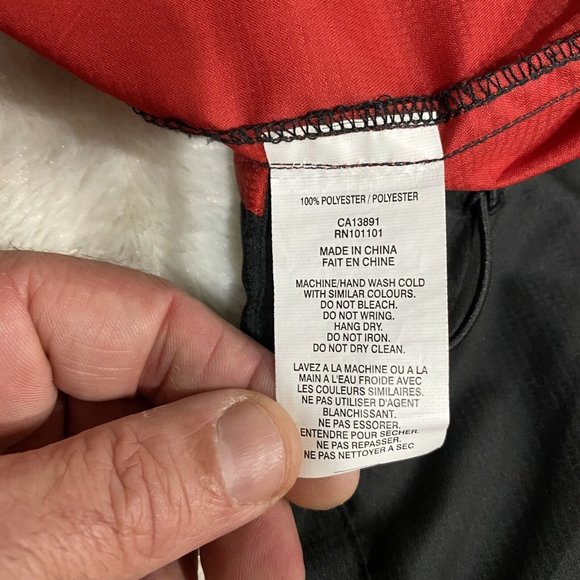 100% POLYESTER / POLYESTER
CA13891
RN101101
MADE IN CHINA
FAIT EN CHINE
MACHINE/HAND WASH COLD
WITH SIMILAR COLOURS.
DO NOT BLEACH.
DO NOT WRING.
HANG DRY.
DO NOT IRON.
DO NOT DRY CLEAN.
LAVEZ A LA MACHINE OU A LA
MAIN A L'EAU FROIDE AVEC
LES COULEURS SIMILAIRES.
NE PAS UTILISER D'AGENT
BLANCHISSANT.
NE PAS ESSORER.
ENTENDRE POUR SECHER.
NE PAS REPASSER.
NE PAS NETTOYER A SEC